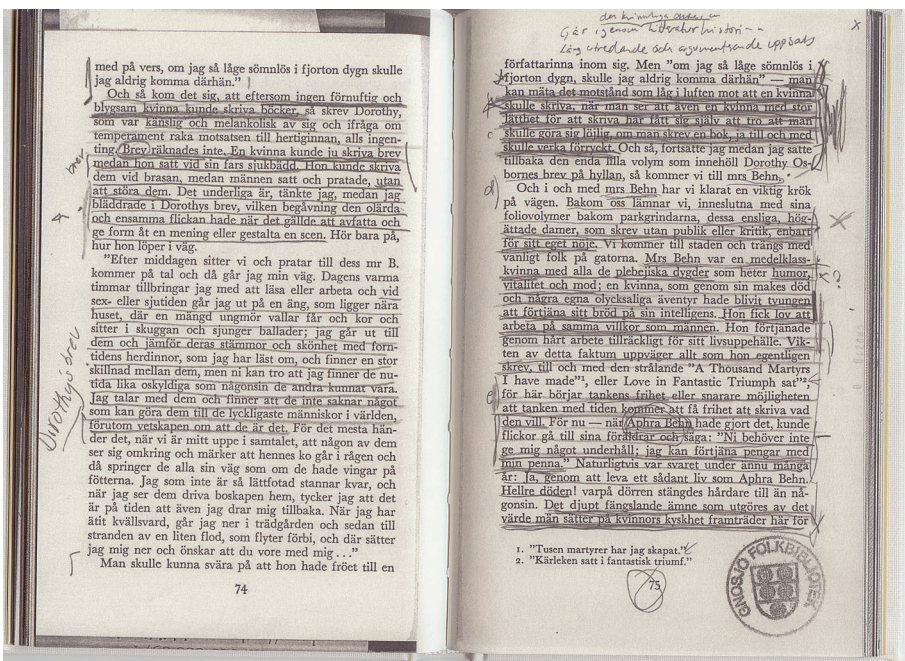 med på vers, om jag så låge sömnlös i fjorton dygn skulle
jag aldrig komma därhän."
Och så kom det sig, att eftersom ingen förnuftig och
blygsam kvinna kunde skriva böcker, så skrev Dorothy,
som var känslig och melankolisk av sig och ifråga om
temperament raka motsatsen till hertiginnan, alls ingen-
ting. Brev räknades inte. En kvinna kunde ju skriva brev
medan hon satt vid sin fars sjukbädd. Hon kunde skriva
dem vid brasan, medan männen satt och pratade, utan
att störa dem. Det underliga är, tänkte jag, medan jag
bläddrade i Dorothys brev, vilken begåvning den olärda
och ensamma flickan hade när det gällde att avfatta och
ge form åt en mening eller gestalta en scen. Hör bara på,
hur hon löper i väg.
"Efter middagen sitter vi och pratar till dess mr B.
kommer på tal och då går jag min väg. Dagens varma
timmar tillbringar jag med att läsa eller arbeta och vid
sex- eller sjutiden går jag ut på en äng, som ligger nära
huset, där en mängd ungmör vallar får och kor och
sitter i skuggan och sjunger ballader; jag går ut till
dem och jämför deras stämmor och skönhet med forn-
tidens herdinnor, som jag har läst om, och finner en stor
skillnad mellan dem, men ni kan tro att jag finner de nu-
tida lika oskyldiga som någonsin de andra kunnat vara.
Jag talar med dem och finner att de inte saknar något
som kan göra dem till de lyckligaste människor i världen,
förutom vetskapen om att de är det. För det mesta hän-
der det, när vi är mitt uppe i samtalet, att någon av dem
ser sig omkring och märker att hennes ko går i rågen och
då springer de alla sin väg som om de hade vingar på
fötterna. Jag som inte är så lättfotad stannar kvar, och
när jag ser dem driva boskapen hem, tycker jag att det
är på tiden att även jag drar mig tillbaka. När jag har
ätit kvällsvard, går jag ner i trädgården och sedan till
stranden av en liten flod, som flyter förbi, och där sätter
jag mig ner och önskar att du vore med mig ..."
Man skulle kunna svära på att hon hade fröet till en
74
brev
Dorothys brev
den kvinnliga
Går igenom litteraturhistori--
Lång utredande och argumenterande uppsats
x
författarinna inom sig. Men "om jag så låge sömnlös i
fjorton dygn, skulle jag aldrig komma därhän" — man
kan mäta det motstånd som låg i luften mot att en kvinna
skulle skriva, när man ser att även en kvinna med stor
lätthet för att skriva har fått sig själv att tro att man
skulle göra sig löjlig, om man skrev en bok, ja till och med
skulle verka förryckt. Och så, fortsatte jag medan jag satte
tillbaka den enda lilla volym som innehöll Dorothy Os-
bornes brev på hyllan, så kommer vi till mrs Behn.
Och i och med mrs Behn har vi klarat en viktig krök
på vägen. Bakom oss lämnar vi, inneslutna med sina
foliovolymer bakom parkgrindarna, dessa ensliga, hög-
ättade damer, som skrev utan publik eller kritik, enbart
för sitt eget nöje. Vi kommer till staden och trängs med
vanligt folk på gatorna. Mrs Behn var en medelklass-
kvinna med alla de plebejiska dygder som heter humor,
vitalitet och mod; en kvinna, som genom sin makes död
och några egna olycksaliga äventyr hade blivit tvungen
att förtjäna sitt bröd på sin intelligens. Hon fick lov att
arbeta på samma villkor som männen. Hon förtjänade
genom hårt arbete tillräckligt för sitt livsuppehälle. Vik-
ten av detta faktum uppväger allt som hon egentligen
skrev, till och med den strålande "A Thousand Martyrs
I have made"¹, eller Love in Fantastic Triumph sat"²,
för här börjar tankens frihet eller snarare möjligheten
att tanken med tiden kommer att få frihet att skriva vad
den vill. För nu — när Aphra Behn hade gjort det, kunde
flickor gå till sina föräldrar och säga: "Ni behöver inte
ge mig något underhåll; jag kan förtjäna pengar med
min penna." Naturligtvis var svaret under ännu många
år: Ja, genom att leva ett sådant liv som Aphra Behn.
Hellre döden! varpå dörren stängdes hårdare till än nå-
gonsin. Det djupt fängslande ämne som utgöres av det
värde män sätter på kvinnors kyskhet framträder här för
1. "Tusen martyrer har jag skapat."
2. "Kärleken satt i fantastisk triumf."
75
GNOSJÖ FOLKBIBLIOTEK